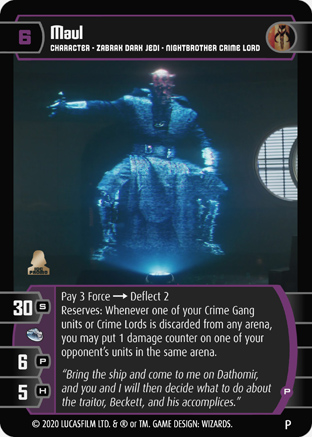 6 Maul
CHARACTER - ZABRAK DARK JEDI - NIGHTBROTHER CRIME LORD
30 S
6 P
5 H
Pay 3 Force → Deflect 2
Reserves: Whenever one of your Crime Gang
units or Crime Lords is discarded from any arena,
you may put 1 damage counter on one of your
opponent's units in the same arena.
"Bring the ship and come to me on Dathomir,
and you and I will then decide what to do about
the traitor, Beckett, and his accomplices."
P
© 2020 LUCASFILM LTD. & ® or TM. GAME DESIGN: WIZARDS. P